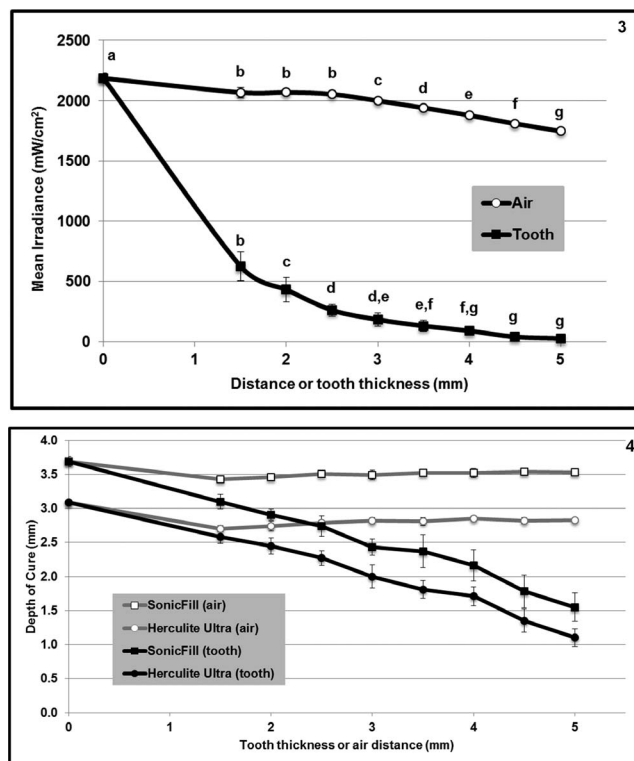 3
2500
2000
1500
1000
500
0
Mean Irradiance (mW/cm²)
a
b b b c d e f g
b
c
d
d,e
e,f
f,g
g
g
Air
Tooth
0 1 2 3 4 5
Distance or tooth thickness (mm)
4
4.0
3.5
3.0
2.5
2.0
1.5
1.0
0.5
0.0
Depth of Cure (mm)
SonicFill (air)
Herculite Ultra (air)
SonicFill (tooth)
Herculite Ultra (tooth)
0 1 2 3 4 5
Tooth thickness or air distance (mm)